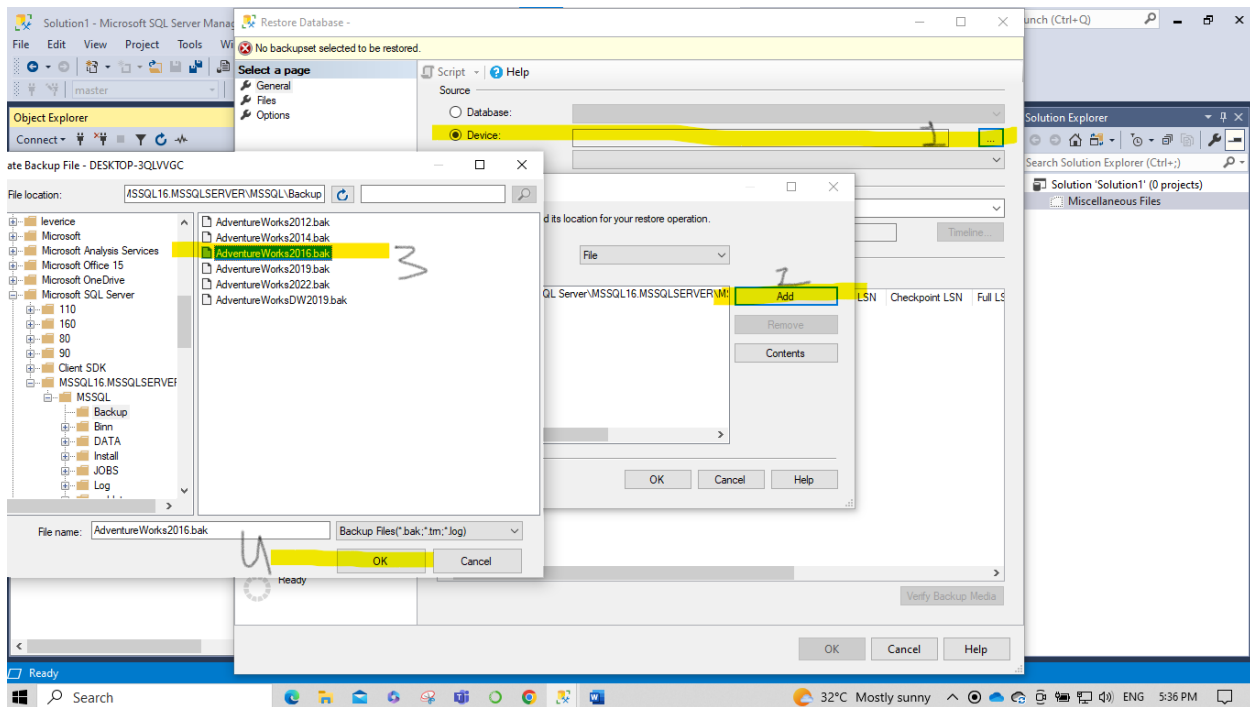 Solution1 - Microsoft SQL Server Manag
Restore Database -
unch (Ctrl+Q)
File Edit View Project Tools Wi
No backupset selected to be restored.
Select a page
General
Files
Options
Script
Help
master
Source
Database:
Device:
...
1
Object Explorer
Connect
Solution Explorer
Search Solution Explorer (Ctrl+;)
Solution 'Solution1' (0 projects)
Miscellaneous Files
ate Backup File - DESKTOP-3QLVVGC
File location:
MSSQL16.MSSQLSERVER\MSSQL\Backup
leverice
Microsoft
Microsoft Analysis Services
Microsoft Office 15
Microsoft OneDrive
Microsoft SQL Server
110
160
80
90
Client SDK
MSSQL16.MSSQLSERVEF
MSSQL
Backup
Binn
DATA
Install
JOBS
Log
AdventureWorks2012.bak
AdventureWorks2014.bak
AdventureWorks2016.bak
AdventureWorks2019.bak
AdventureWorks2022.bak
AdventureWorksDW2019.bak
3
File name:
AdventureWorks2016.bak
Backup Files(*.bak;*.trn;*.log)
4
OK
Cancel
d its location for your restore operation.
File
2
QL Server\MSSQL16.MSSQLSERVER\M:
Add
Remove
Contents
OK
Cancel
Help
Timeline...
LSN
Checkpoint LSN
Full LS
Ready
Verify Backup Media
OK
Cancel
Help
Ready
Search
32°C Mostly sunny
ENG
5:36 PM